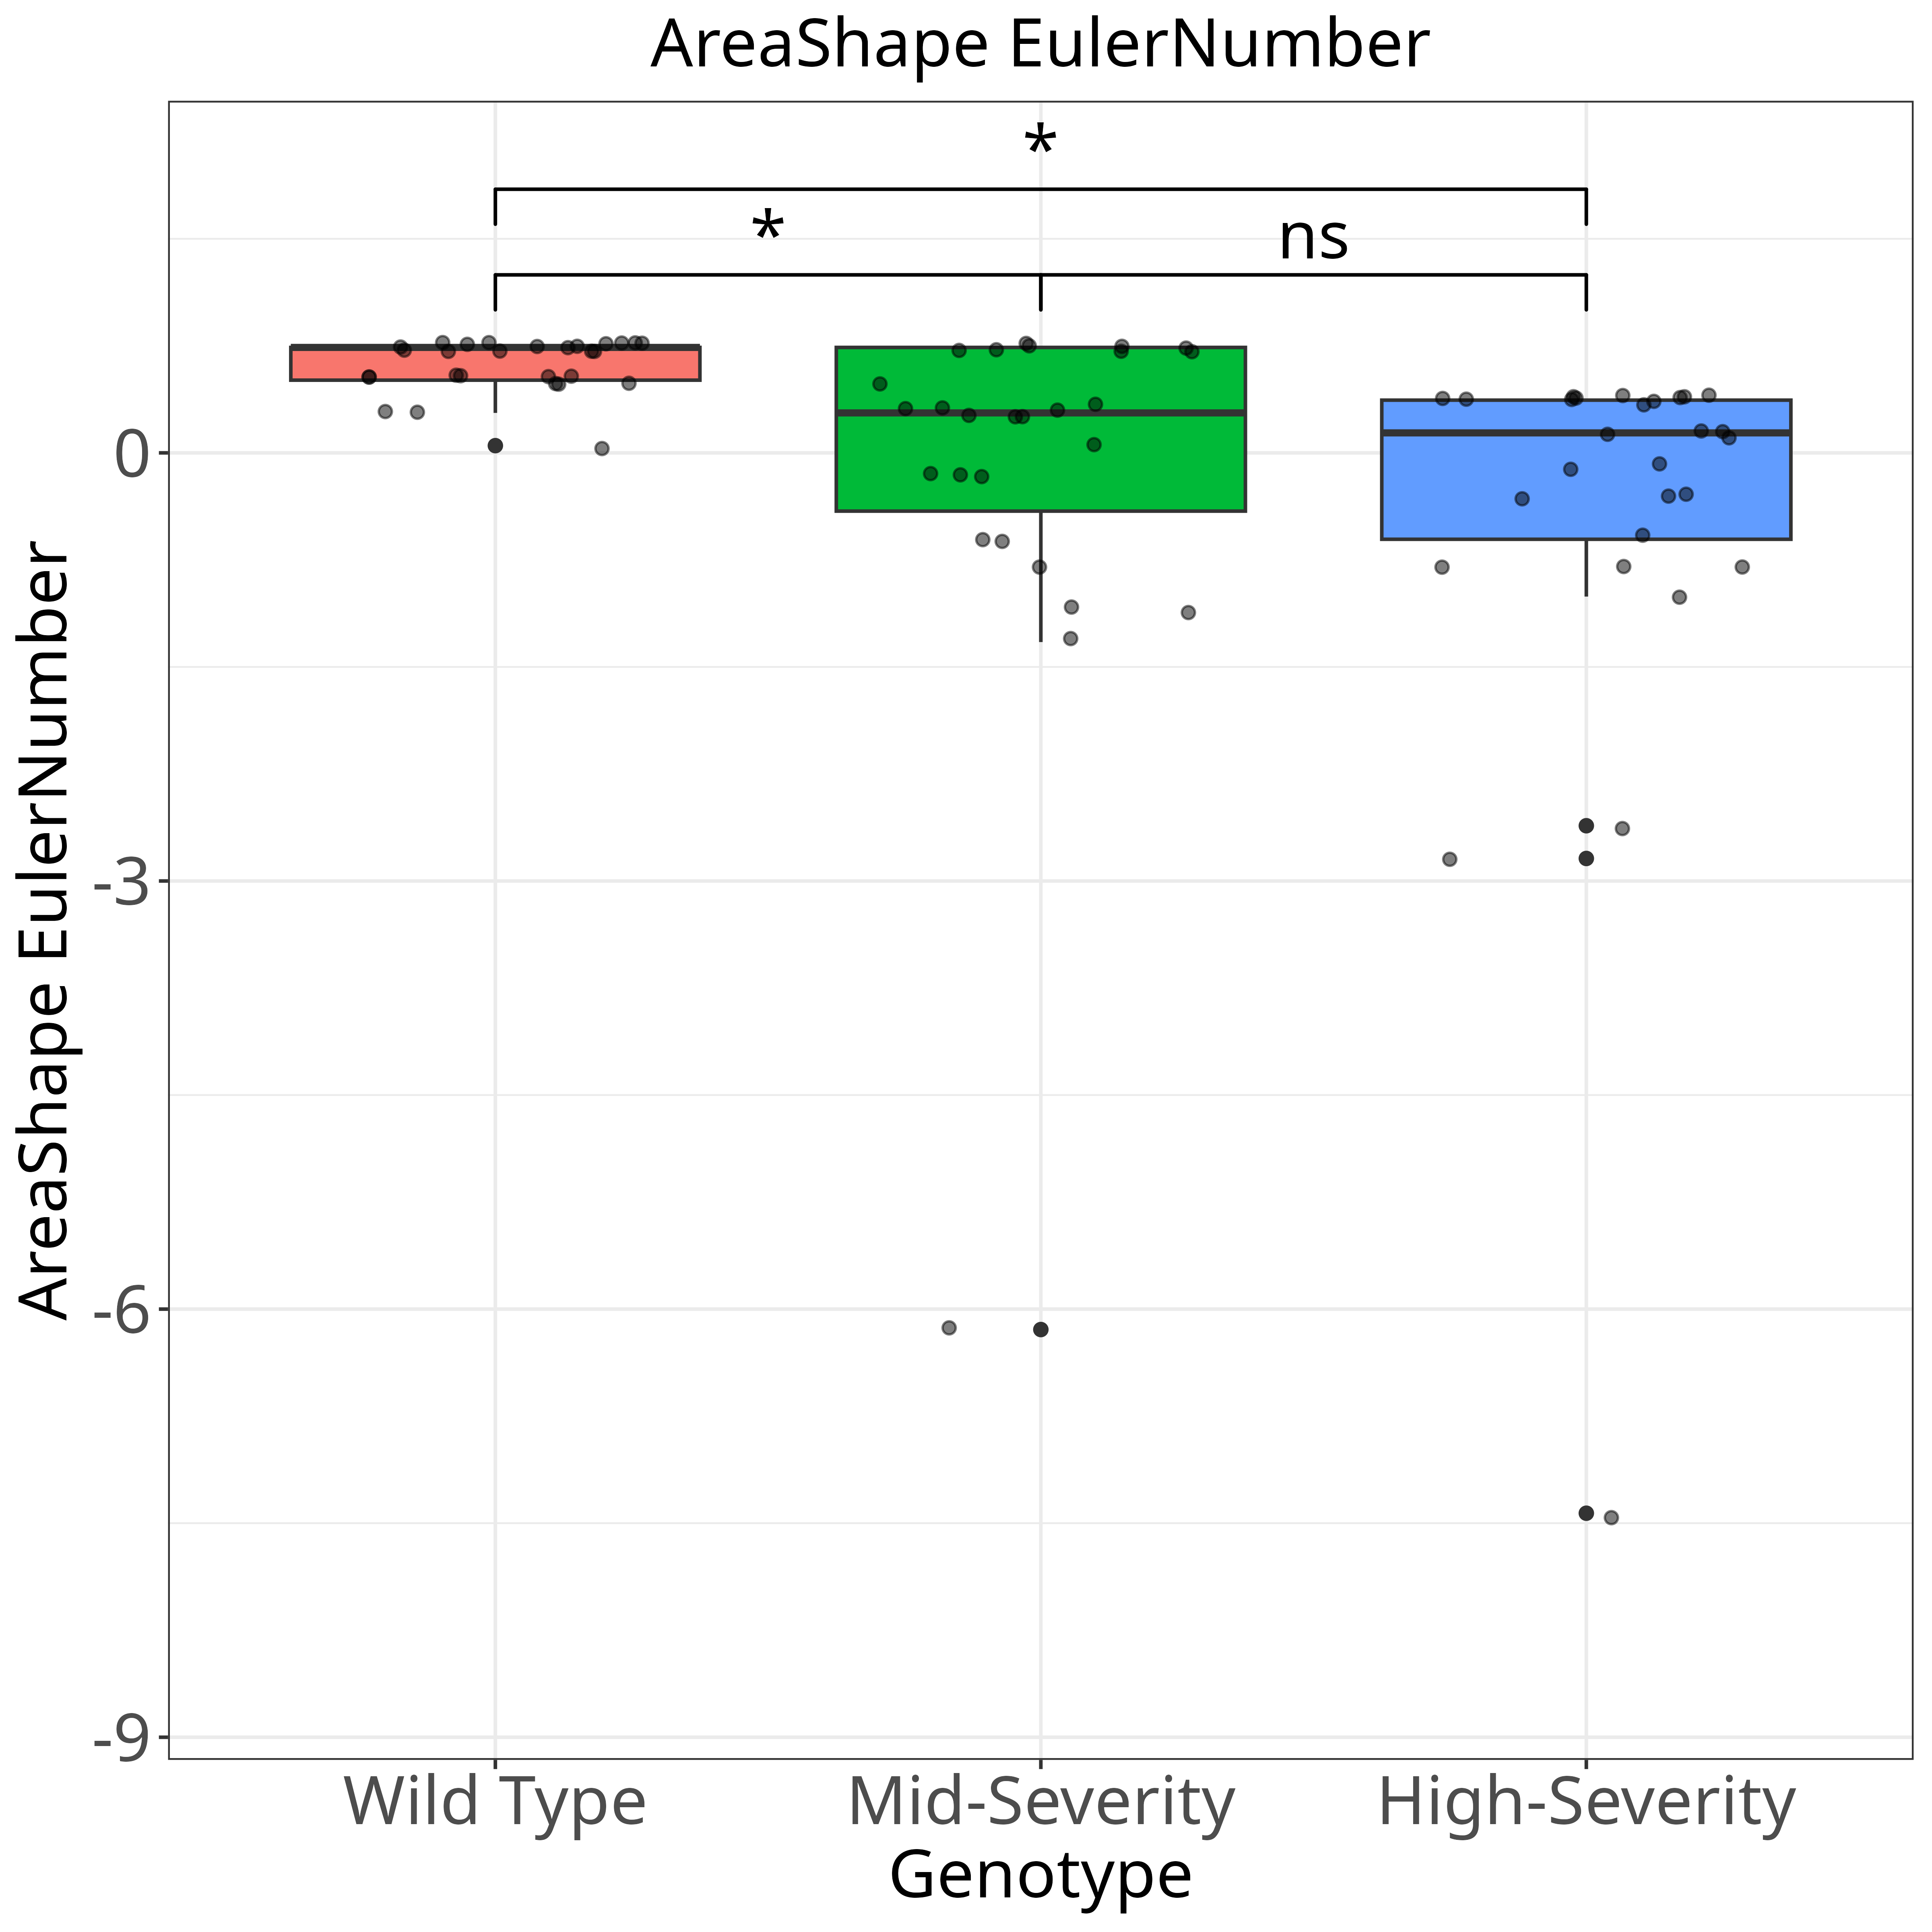 AreaShape EulerNumber
*
*
ns
AreaShape EulerNumber
0
-3
-6
-9
Wild Type
Mid-Severity
High-Severity
Genotype